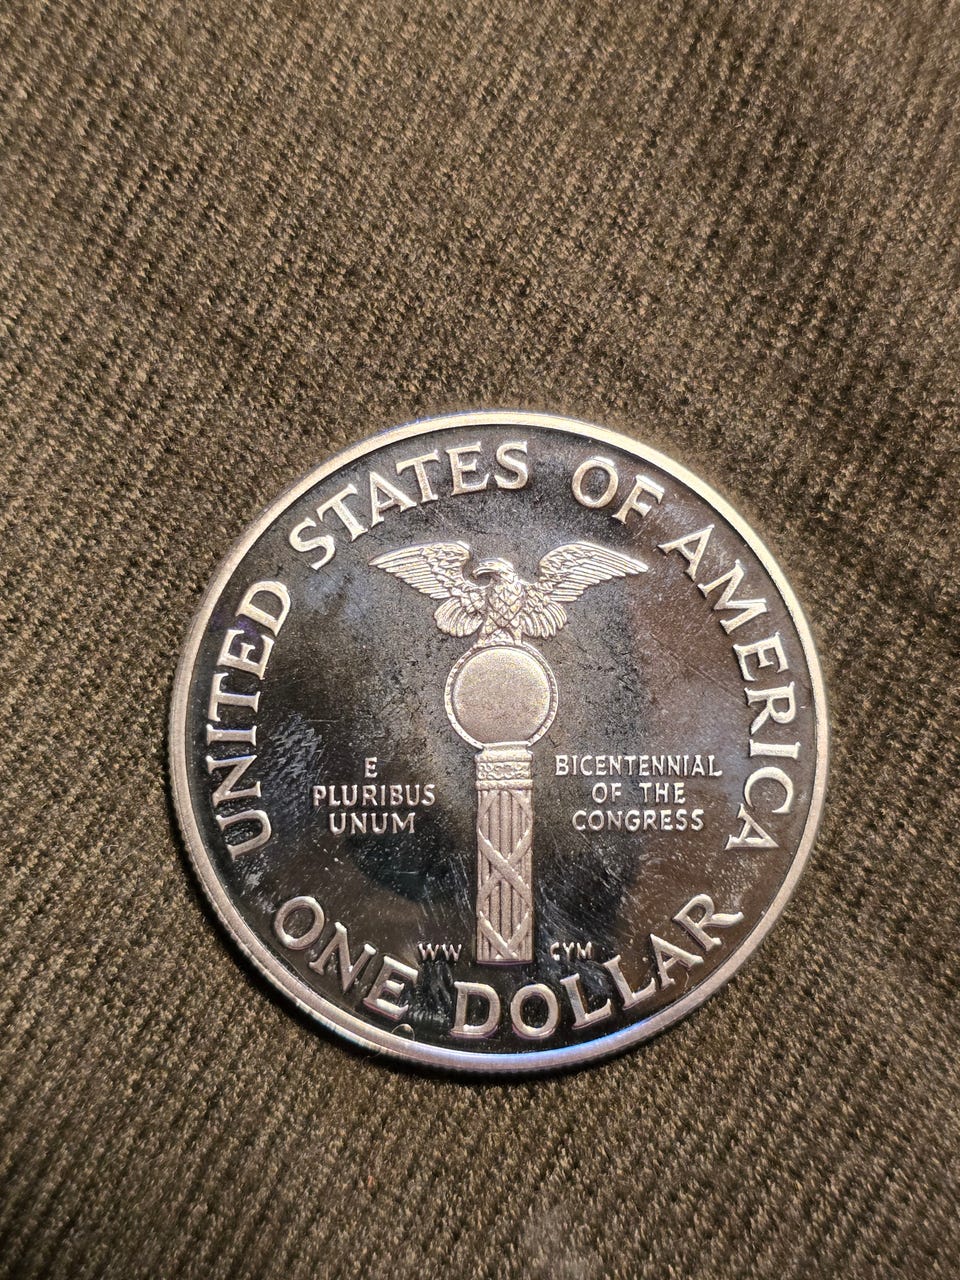 UNITED STATES OF AMERICA
E
PLURIBUS
UNUM
BICENTENNIAL
OF THE
CONGRESS
WW
CYM
ONE DOLLAR